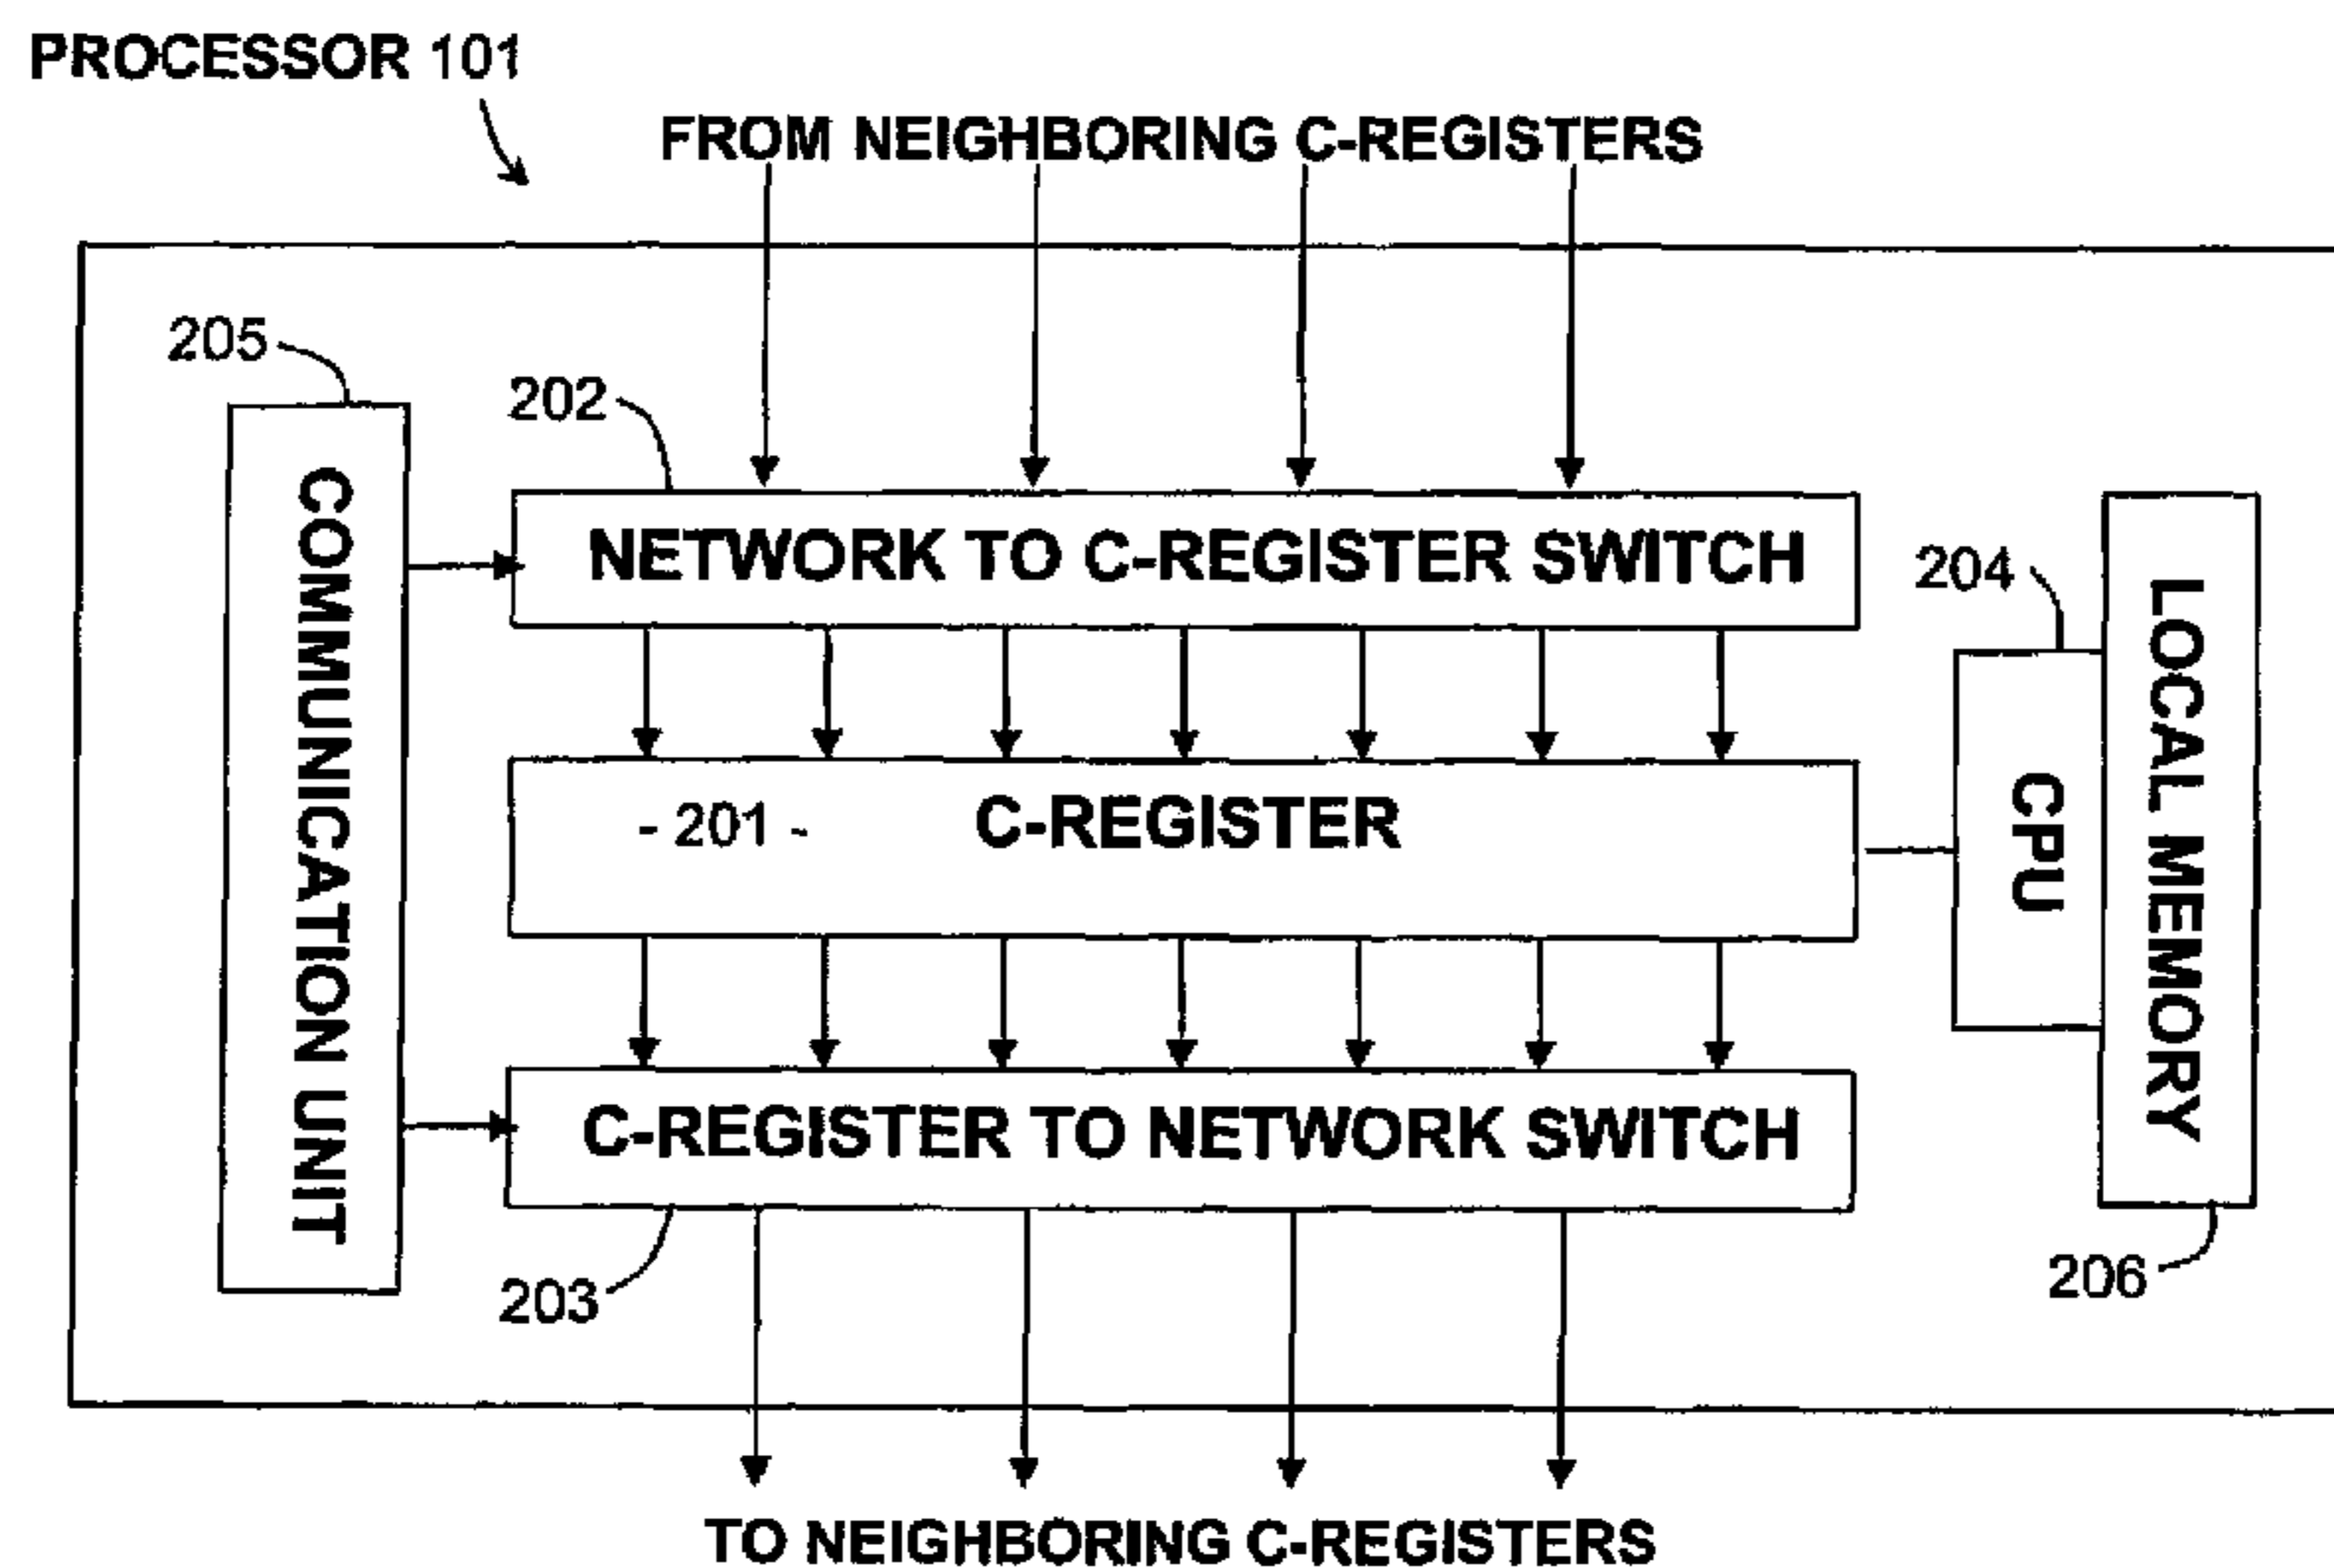 PROCESSOR 101
FROM NEIGHBORING C-REGISTERS
205
202
NETWORK TO C-REGISTER SWITCH
204
COMMUNICATION UNIT
- 201 - C-REGISTER
CPU
LOCAL MEMORY
C-REGISTER TO NETWORK SWITCH
203
206
TO NEIGHBORING C-REGISTERS